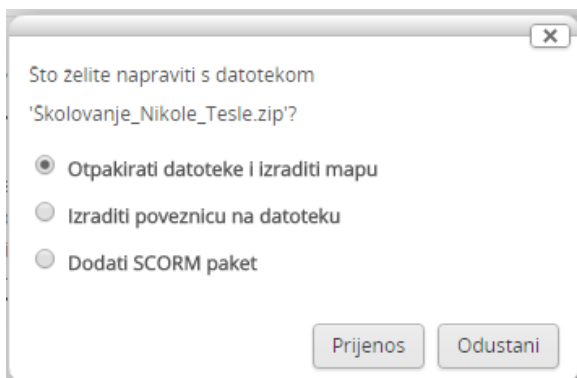 Što želite napraviti s datotekom
'Školovanje_Nikole_Tesle.zip'?
Otpakirati datoteke i izraditi mapu
Izraditi poveznicu na datoteku
Dodati SCORM paket
Prijenos Odustani